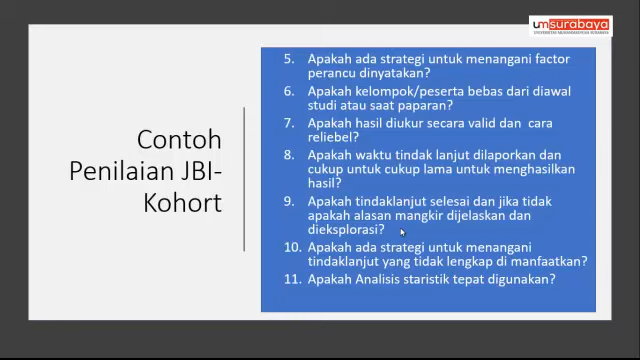 umsurabaya
UNIVERSITAS MUHAMMADIYAH SURABAYA
Contoh
Penilaian JBI-
Kohort
5. Apakah ada strategi untuk menangani factor
perancu dinyatakan?
6. Apakah kelompok/peserta bebas dari diawal
studi atau saat paparan?
7. Apakah hasil diukur secara valid dan cara
reliebel?
8. Apakah waktu tindak lanjut dilaporkan dan
cukup untuk cukup lama untuk menghasilkan
hasil?
9. Apakah tindaklanjut selesai dan jika tidak
apakah alasan mangkir dijelaskan dan
dieksplorasi?
10. Apakah ada strategi untuk menangani
tindaklanjut yang tidak lengkap di manfaatkan?
11. Apakah Analisis staristik tepat digunakan?